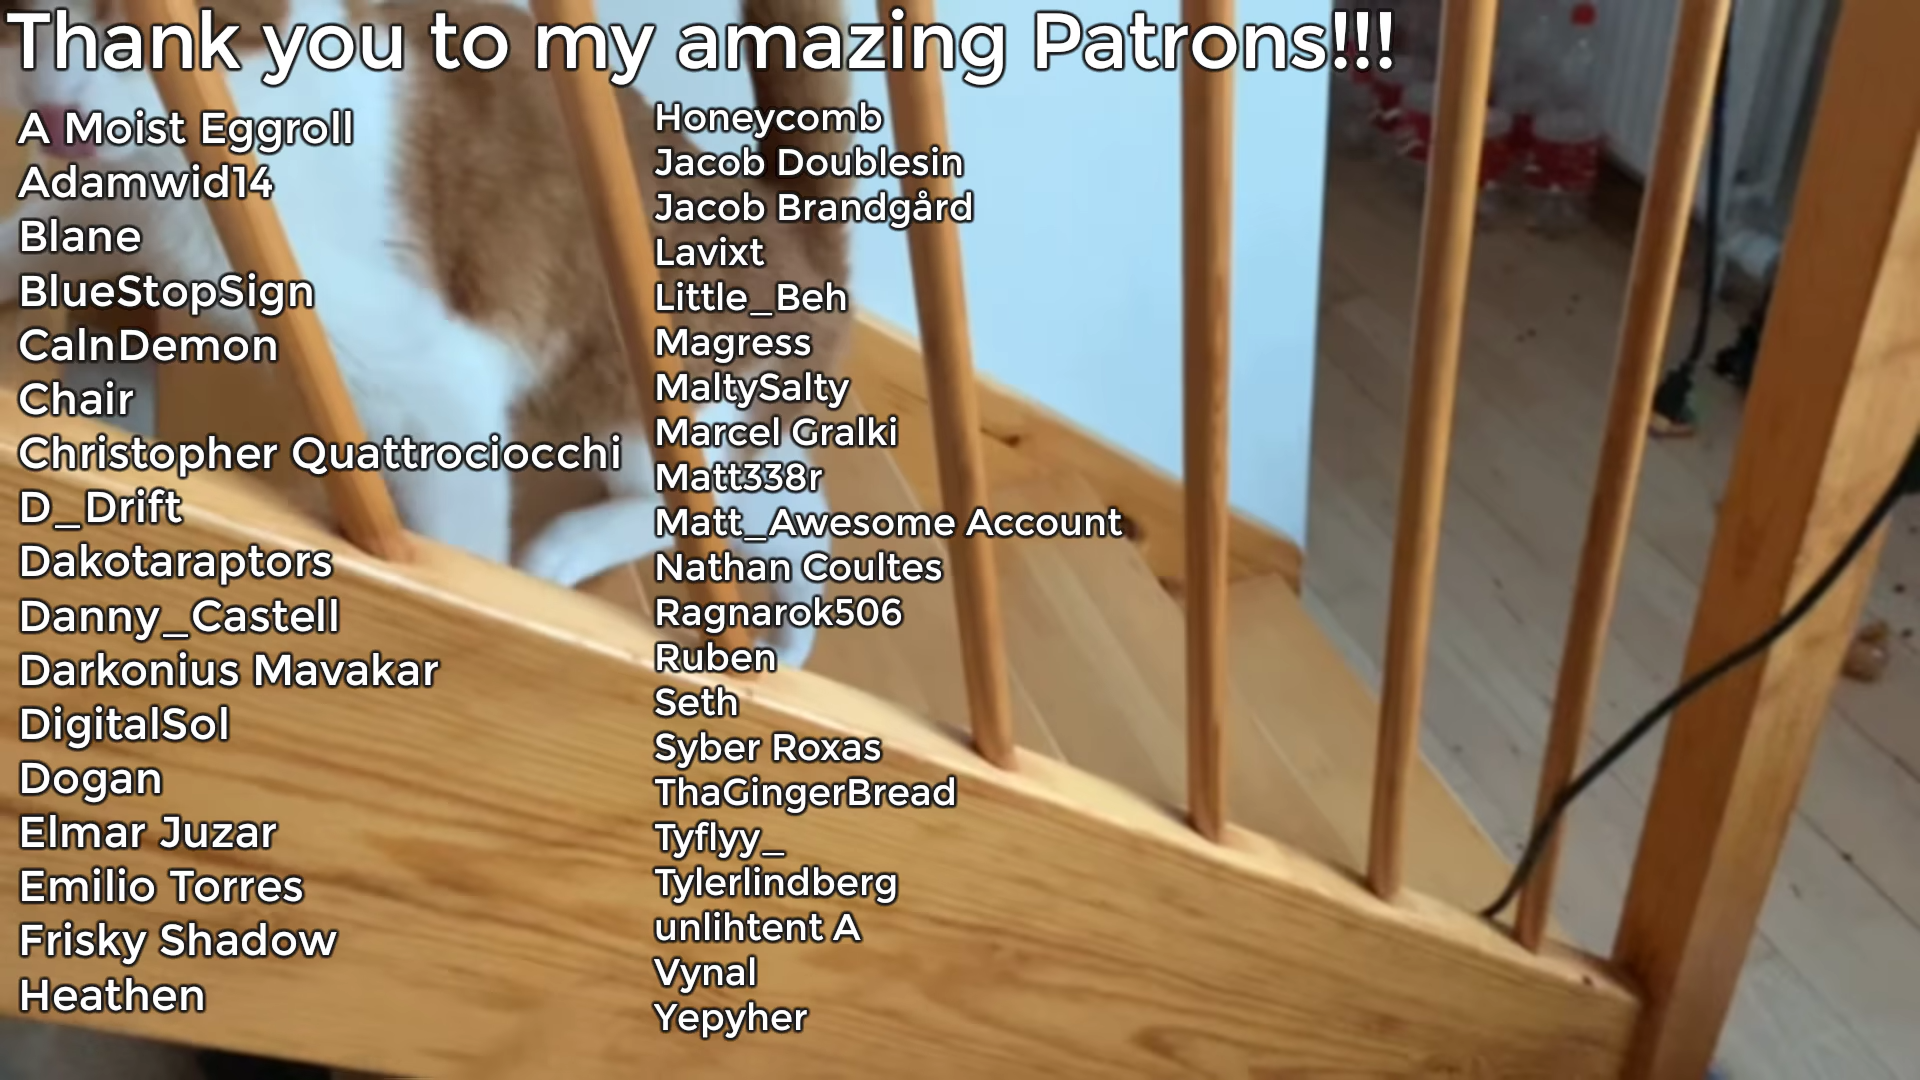 Thank you to my amazing Patrons!!!
A Moist Eggroll
Adamwid14
Blane
BlueStopSign
CalnDemon
Chair
Christopher Quattrociocchi
D_Drift
Dakotaraptors
Danny_Castell
Darkonius Mavakar
DigitalSol
Dogan
Elmar Juzar
Emilio Torres
Frisky Shadow
Heathen
Honeycomb
Jacob Doublesin
Jacob Brandgård
Lavixt
Little_Beh
Magress
MaltySalty
Marcel Gralki
Matt338r
Matt_Awesome Account
Nathan Coultes
Ragnarok506
Ruben
Seth
Syber Roxas
ThaGingerBread
Tyflyy_
Tylerlindberg
unlihtent A
Vynal
Yepyher